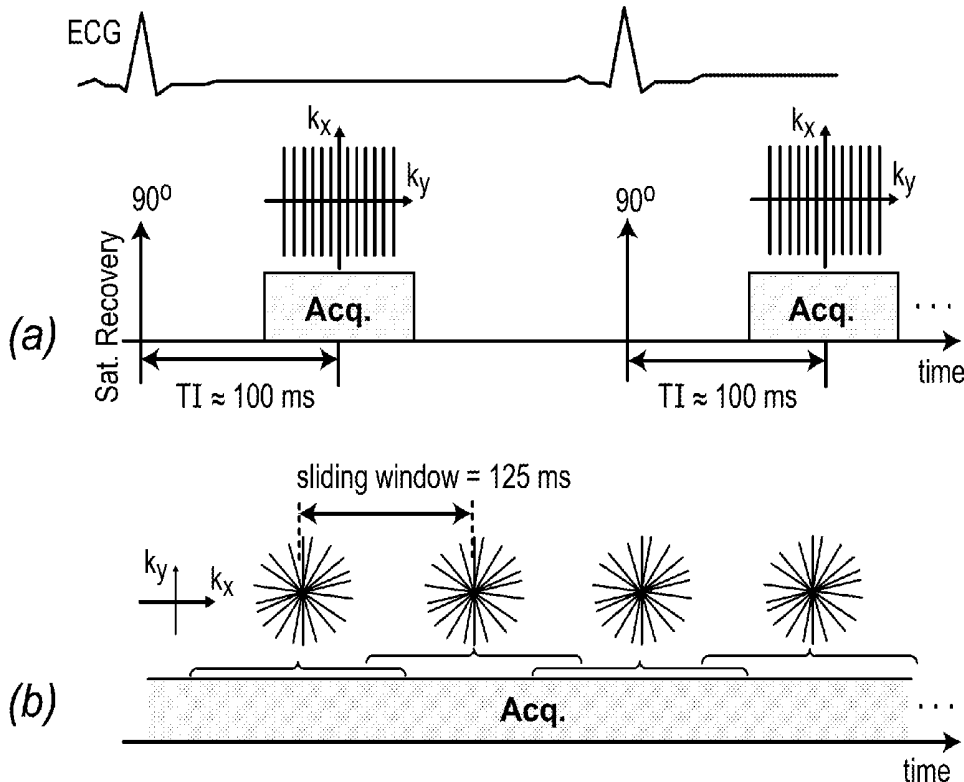 ECG
kx
ky
kx
ky
90º
90º
Sat. Recovery
Acq.
Acq.
. . .
(a)
TI ≈ 100 ms
TI ≈ 100 ms
time
sliding window = 125 ms
ky
kx
(b)
Acq.
. . .
time